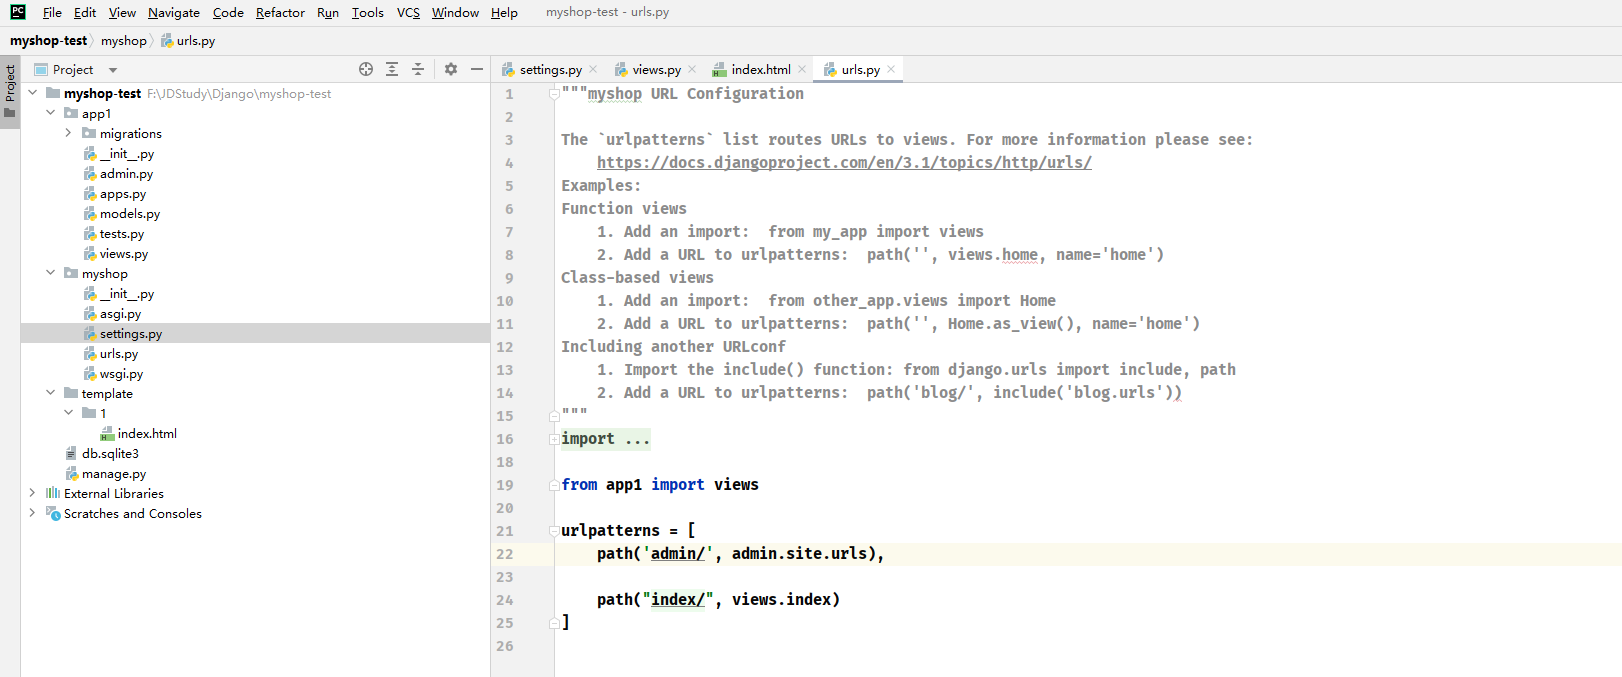 PC File Edit View Navigate Code Refactor Run Tools VCS Window Help myshop-test - urls.py
myshop-test myshop urls.py
Project
Project
settings.py views.py index.html urls.py
myshop-test F:\JDStudy\Django\myshop-test
app1
migrations
__init__.py
admin.py
apps.py
models.py
tests.py
views.py
myshop
__init__.py
asgi.py
settings.py
urls.py
wsgi.py
template
1
index.html
db.sqlite3
manage.py
External Libraries
Scratches and Consoles
1 """myshop URL Configuration
2
3 The `urlpatterns` list routes URLs to views. For more information please see:
4 https://docs.djangoproject.com/en/3.1/topics/http/urls/
5 Examples:
6 Function views
7 1. Add an import:  from my_app import views
8 2. Add a URL to urlpatterns:  path('', views.home, name='home')
9 Class-based views
10 1. Add an import:  from other_app.views import Home
11 2. Add a URL to urlpatterns:  path('', Home.as_view(), name='home')
12 Including another URLconf
13 1. Import the include() function: from django.urls import include, path
14 2. Add a URL to urlpatterns:  path('blog/', include('blog.urls'))
15 """
16 import ...
18
19 from app1 import views
20
21 urlpatterns = [
22 path('admin/', admin.site.urls),
23
24 path("index/", views.index)
25 ]
26